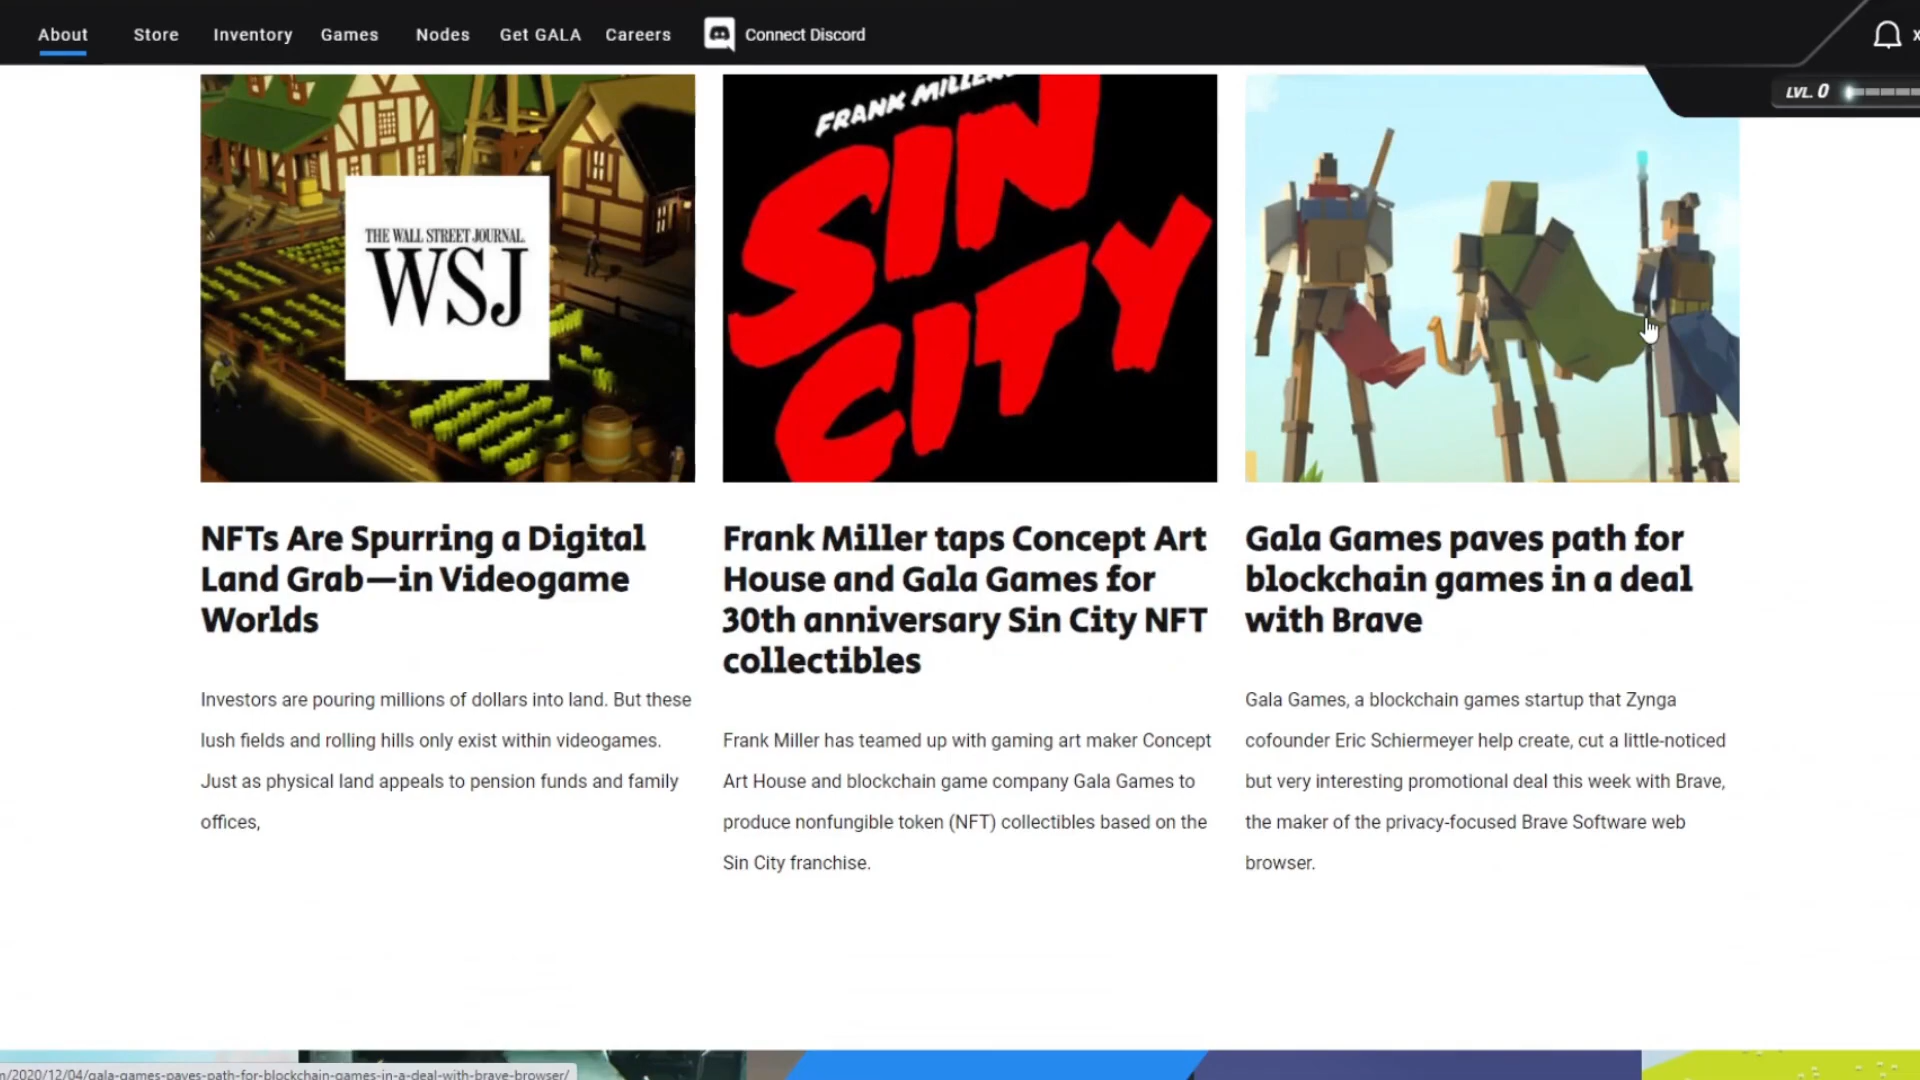 About Store Inventory Games Nodes Get GALA Careers Connect Discord
LVL. 0
FRANK MILLER
SIN
CITY
THE WALL STREET JOURNAL.
WSJ
NFTs Are Spurring a Digital
Land Grab—in Videogame
Worlds
Investors are pouring millions of dollars into land. But these
lush fields and rolling hills only exist within videogames.
Just as physical land appeals to pension funds and family
offices,
Frank Miller taps Concept Art
House and Gala Games for
30th anniversary Sin City NFT
collectibles
Frank Miller has teamed up with gaming art maker Concept
Art House and blockchain game company Gala Games to
produce nonfungible token (NFT) collectibles based on the
Sin City franchise.
Gala Games paves path for
blockchain games in a deal
with Brave
Gala Games, a blockchain games startup that Zynga
cofounder Eric Schiermeyer help create, cut a little-noticed
but very interesting promotional deal this week with Brave,
the maker of the privacy-focused Brave Software web
browser.
m/2020/12/04/gala-games-paves-path-for-blockchain-games-in-a-deal-with-brave-browser/